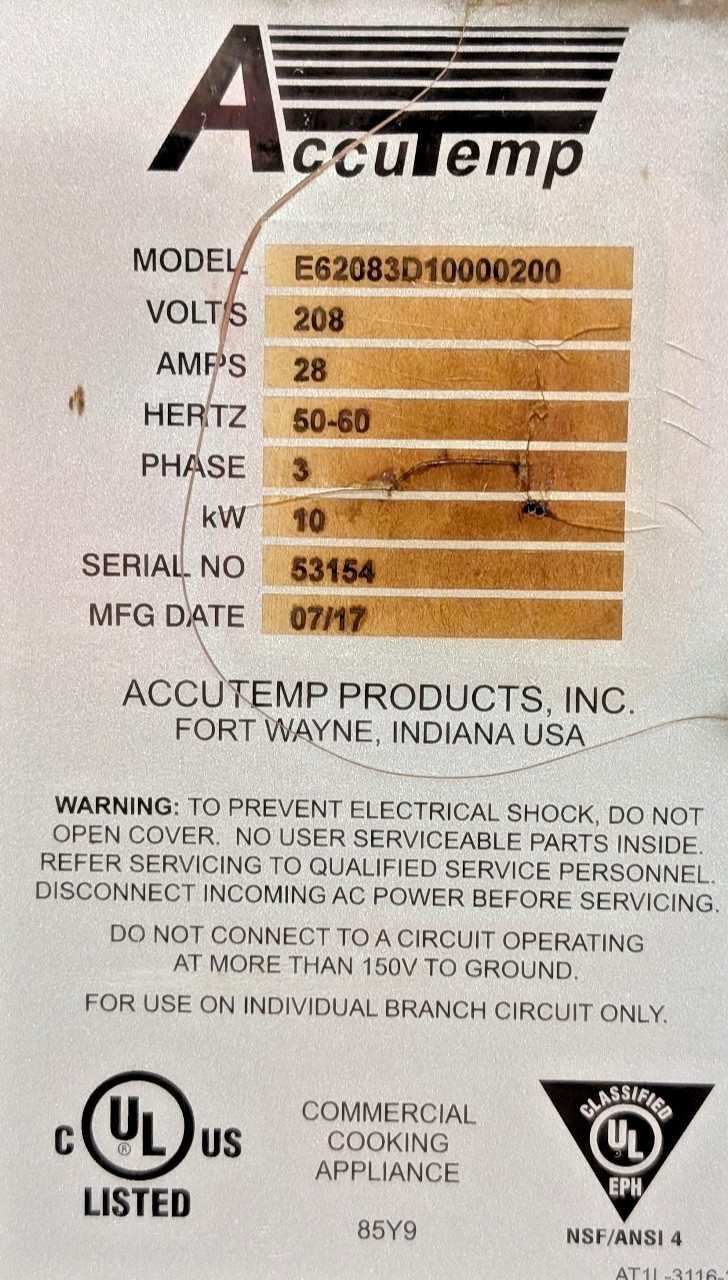 AccuTemp
MODEL E62083D10000200
VOLTS 208
AMPS 28
HERTZ 50-60
PHASE 3
kW 10
SERIAL NO 53154
MFG DATE 07/17
ACCUTEMP PRODUCTS, INC.
FORT WAYNE, INDIANA USA
WARNING: TO PREVENT ELECTRICAL SHOCK, DO NOT
OPEN COVER. NO USER SERVICEABLE PARTS INSIDE.
REFER SERVICING TO QUALIFIED SERVICE PERSONNEL.
DISCONNECT INCOMING AC POWER BEFORE SERVICING.
DO NOT CONNECT TO A CIRCUIT OPERATING
AT MORE THAN 150V TO GROUND.
FOR USE ON INDIVIDUAL BRANCH CIRCUIT ONLY.
C UL ® US
LISTED
COMMERCIAL
COOKING
APPLIANCE
85Y9
CLASSIFIED
UL
EPH
NSF/ANSI 4